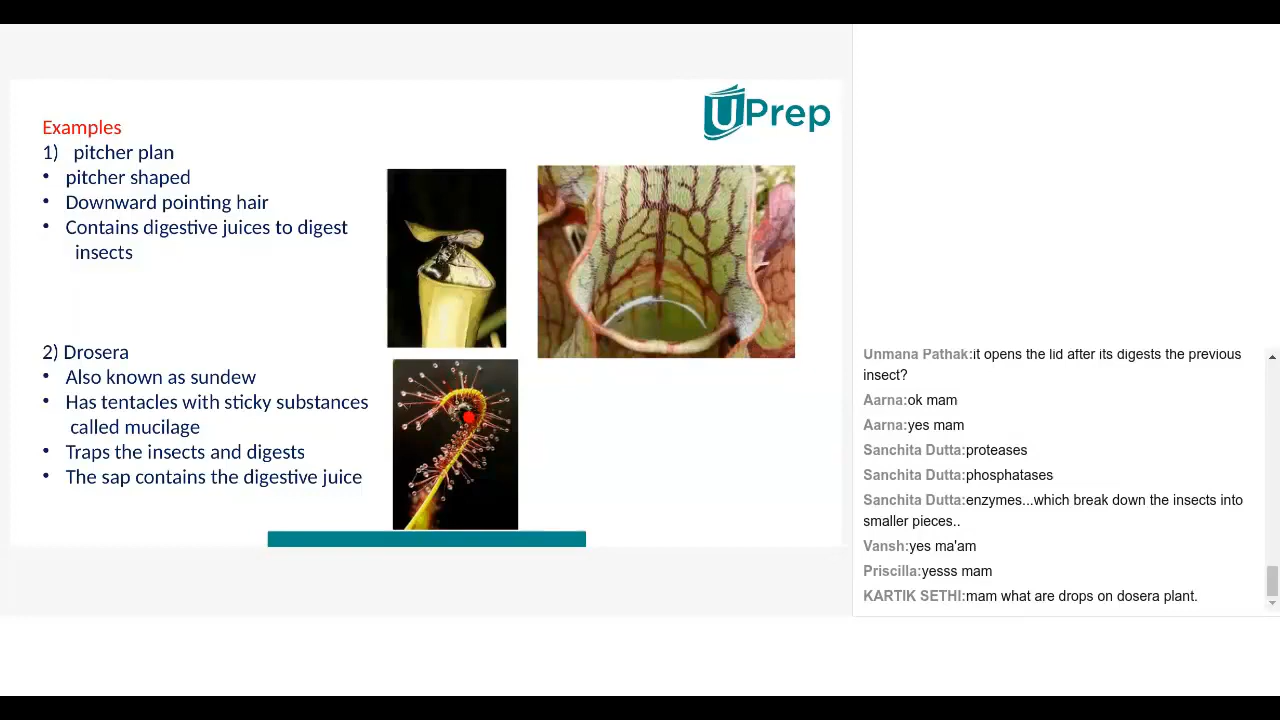 UPrep
Examples
1) pitcher plan
• pitcher shaped
• Downward pointing hair
• Contains digestive juices to digest
insects
2) Drosera
• Also known as sundew
• Has tentacles with sticky substances
called mucilage
• Traps the insects and digests
• The sap contains the digestive juice
Unmana Pathak:it opens the lid after its digests the previous
insect?
Aarna:ok mam
Aarna:yes mam
Sanchita Dutta:proteases
Sanchita Dutta:phosphatases
Sanchita Dutta:enzymes...which break down the insects into
smaller pieces..
Vansh:yes ma'am
Priscilla:yesss mam
KARTIK SETHI:mam what are drops on dosera plant.